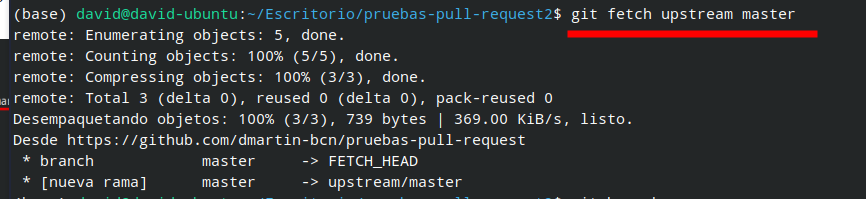 (base) david@david-ubuntu:~/Escritorio/pruebas-pull-request2$ git fetch upstream master
remote: Enumerating objects: 5, done.
remote: Counting objects: 100% (5/5), done.
remote: Compressing objects: 100% (3/3), done.
remote: Total 3 (delta 0), reused 0 (delta 0), pack-reused 0
Desempaquetando objetos: 100% (3/3), 739 bytes | 369.00 KiB/s, listo.
Desde https://github.com/dmartin-bcn/pruebas-pull-request
 * branch            master     -> FETCH_HEAD
 * [nueva rama]      master     -> upstream/master